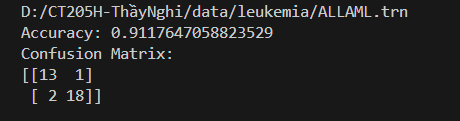 D:/CT205H-ThầyNghi/data/leukemia/ALLAML.trn
Accuracy: 0.9117647058823529
Confusion Matrix:
[[13  1]
 [ 2 18]]